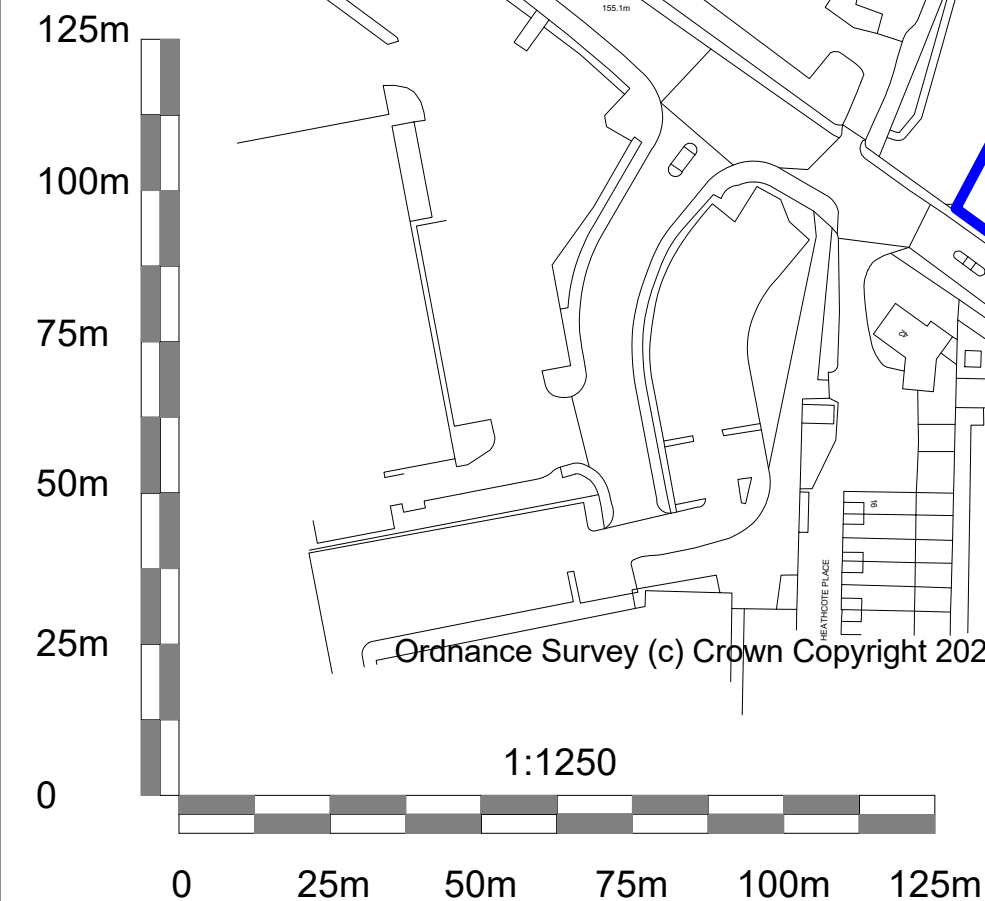 155.1m
125m
100m
75m
42
50m
16
HEATHCOTE PLACE
25m
Ordnance Survey (c) Crown Copyright 202
1:1250
0
0 25m 50m 75m 100m 125m